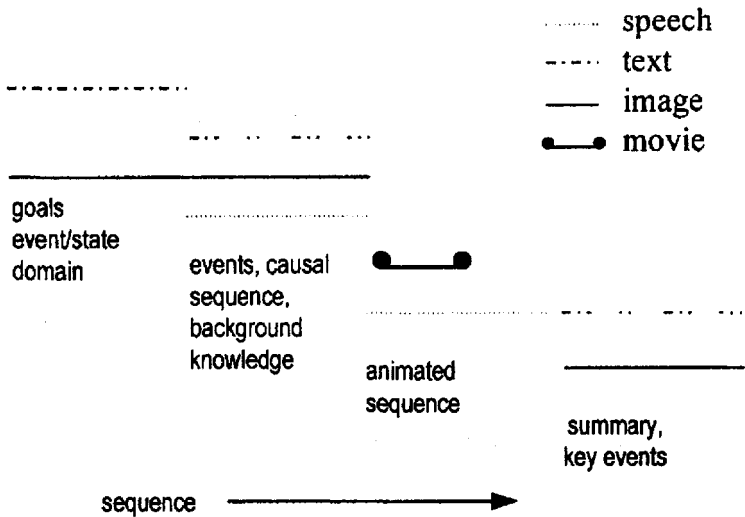 speech
text
image
movie
goals
event/state
domain
events, causal
sequence,
background
knowledge
animated
sequence
summary,
key events
sequence